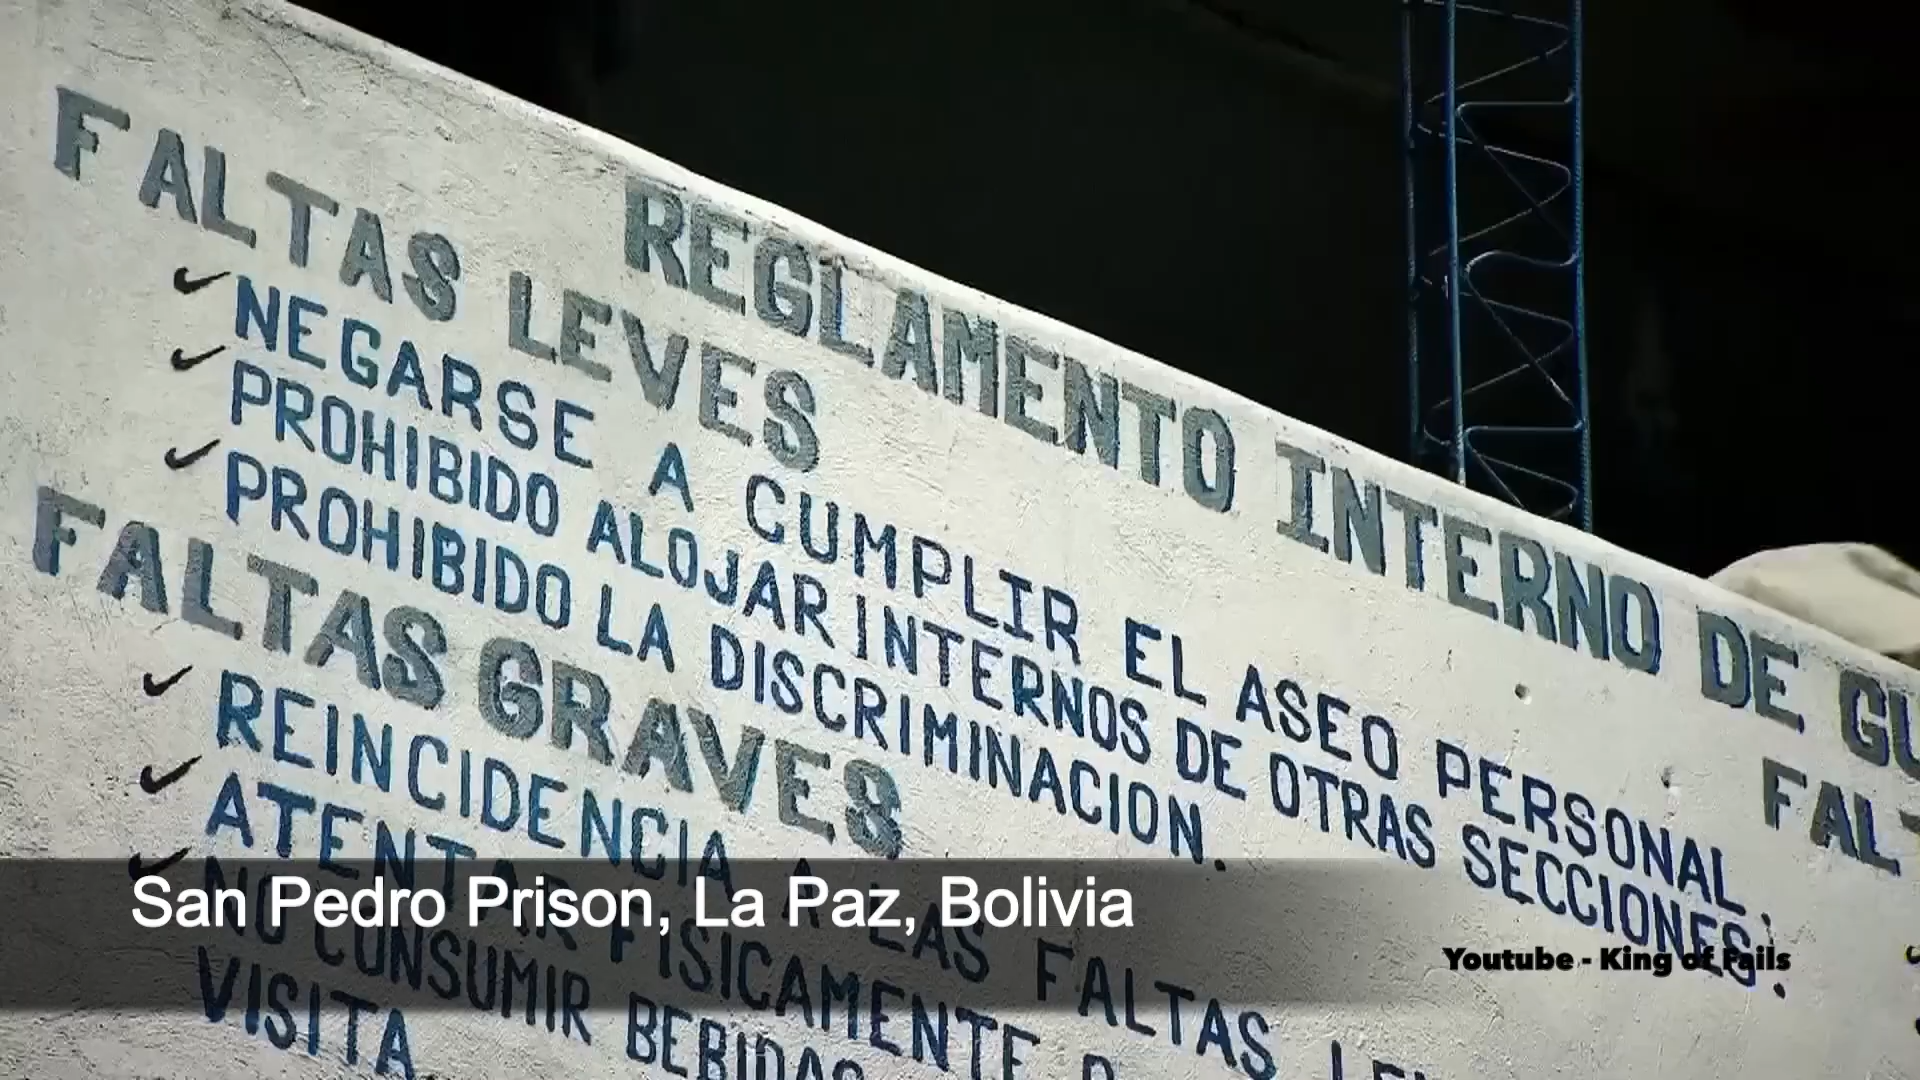 REGLAMENTO INTERNO DE
FALTAS LEVES
NEGARSE A CUMPLIR EL ASEO PERSONAL.
PROHIBIDO ALOJAR INTERNOS DE OTRAS SECCIONES.
PROHIBIDO LA DISCRIMINACION.
FALTAS GRAVES
REINCIDENCIA A LAS FALTAS
ATENTAR FISICAMENTE
NO CONSUMIR BEBIDAS
VISITA
San Pedro Prison, La Paz, Bolivia
Youtube - King of Fails